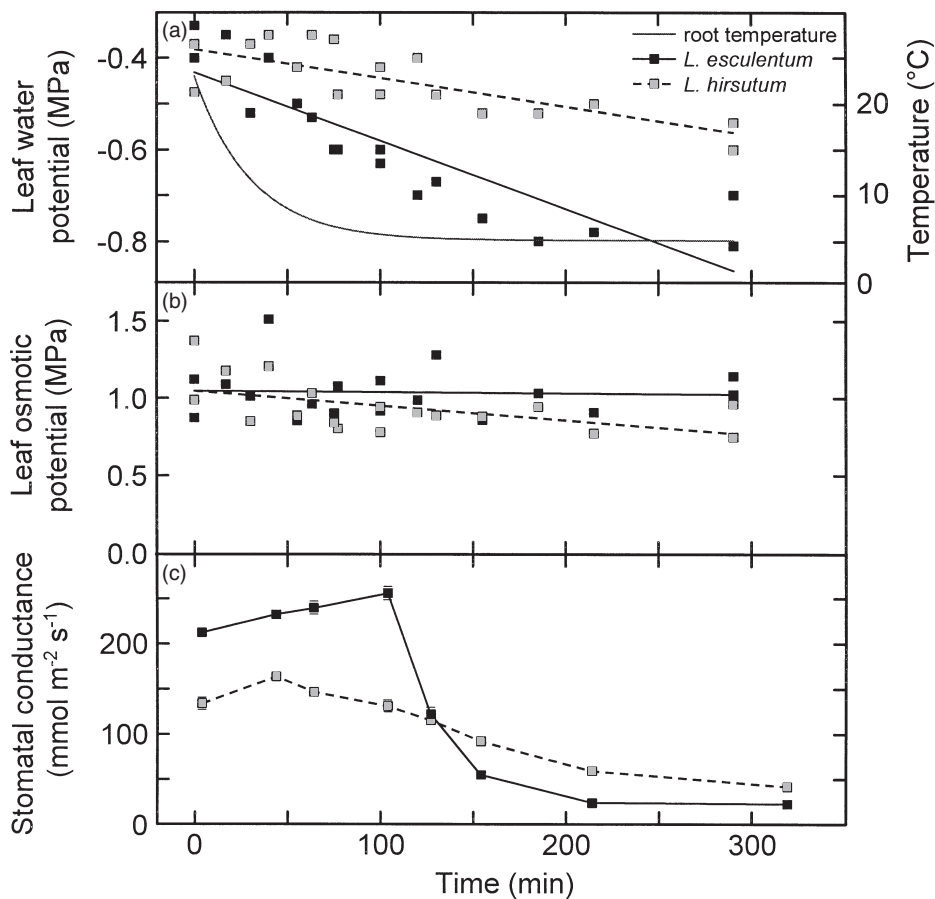 (a)
root temperature
L. esculentum
L. hirsutum
-0.4
-0.6
-0.8
Leaf water
potential (MPa)
20
10
0
Temperature (°C)
(b)
1.5
1.0
0.5
0.0
Leaf osmotic
potential (MPa)
(c)
200
100
0
Stomatal conductance
(mmol m⁻² s⁻¹)
0 100 200 300
Time (min)